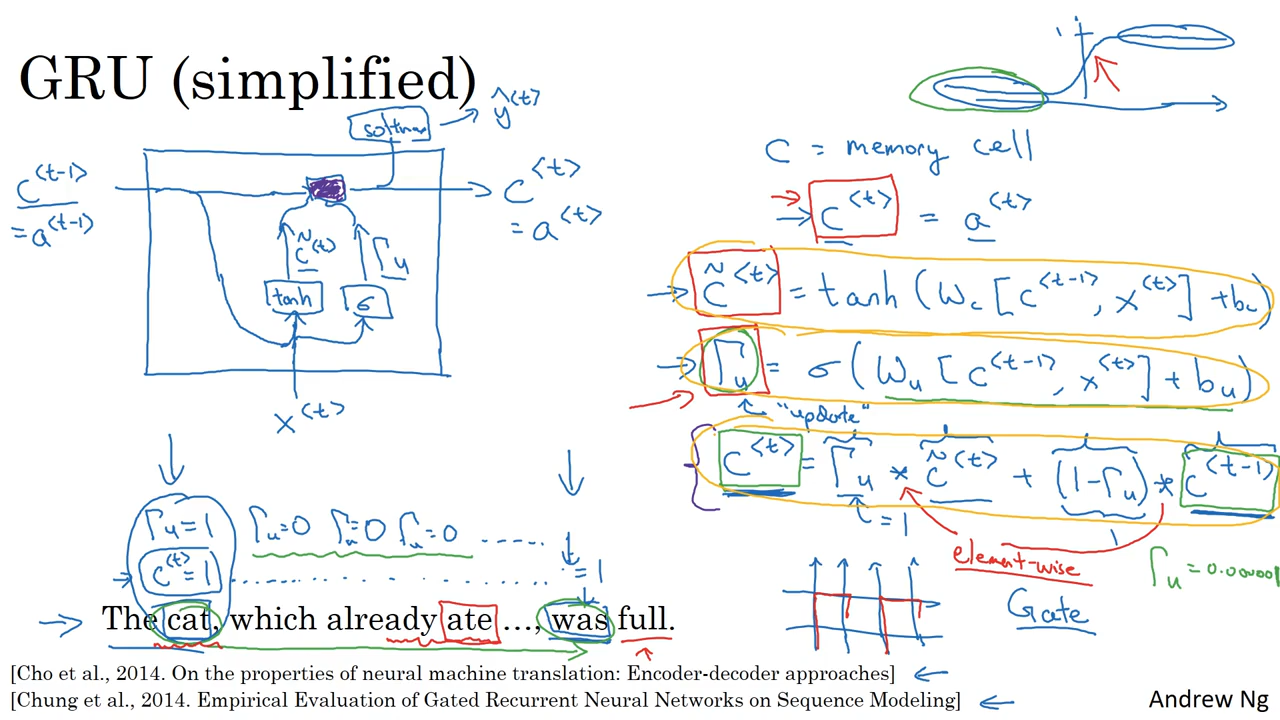 GRU (simplified)
softmax
ŷ<t>
c<t-1>
= a<t-1>
c̃<t>
Γu
tanh
σ
c<t>
= a<t>
x<t>
1
C = memory cell
c<t> = a<t>
c̃<t> = tanh (Wc [c<t-1>, x<t>] + bc)
Γu = σ (Wu [c<t-1>, x<t>] + bu)
"update"
c<t> = Γu * c̃<t> + (1-Γu) * c<t-1>
= 1
element-wise
Γu = 0.000001
Gate
Γu=1 Γu=0 Γu=0 Γu=0 .....
c<t>=1 ............ =1
The cat, which already ate ..., was full.
[Cho et al., 2014. On the properties of neural machine translation: Encoder-decoder approaches]
[Chung et al., 2014. Empirical Evaluation of Gated Recurrent Neural Networks on Sequence Modeling]
Andrew Ng